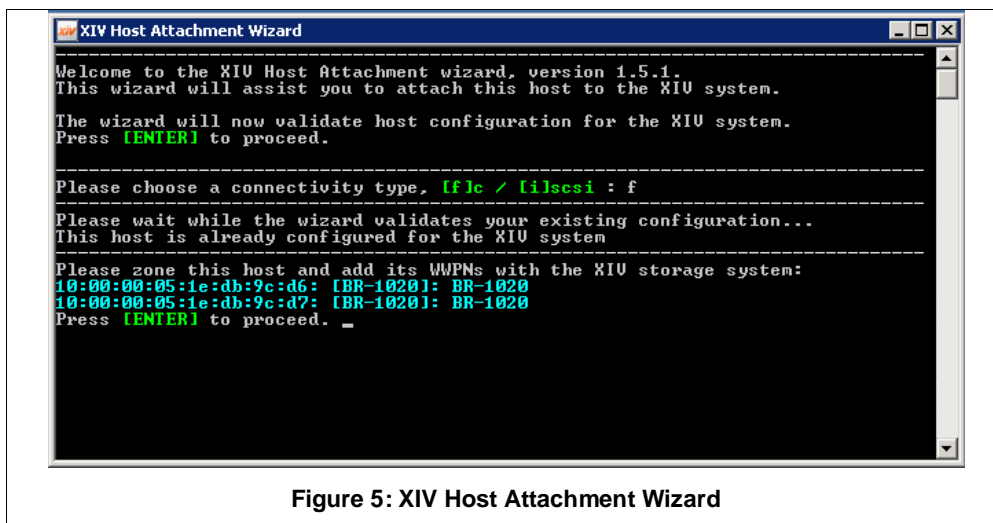 XIV XIV Host Attachment Wizard
Welcome to the XIV Host Attachment wizard, version 1.5.1.
This wizard will assist you to attach this host to the XIV system.
The wizard will now validate host configuration for the XIV system.
Press [ENTER] to proceed.
Please choose a connectivity type, [f]c / [i]scsi : f
Please wait while the wizard validates your existing configuration...
This host is already configured for the XIV system
Please zone this host and add its WWPNs with the XIV storage system:
10:00:00:05:1e:db:9c:d6: [BR-1020]: BR-1020
10:00:00:05:1e:db:9c:d7: [BR-1020]: BR-1020
Press [ENTER] to proceed. _
Figure 5: XIV Host Attachment Wizard